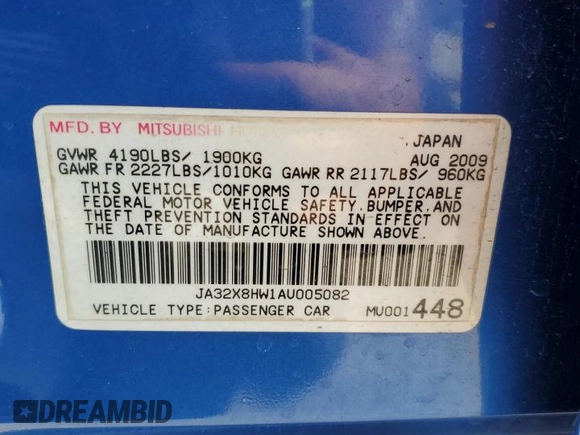 MFD. BY MITSUBISHI
JAPAN
GVWR 4190LBS/ 1900KG AUG 2009
GAWR FR 2227LBS/1010KG GAWR RR 2117LBS/ 960KG
THIS VEHICLE CONFORMS TO ALL APPLICABLE
FEDERAL MOTOR VEHICLE SAFETY, BUMPER, AND
THEFT PREVENTION STANDARDS IN EFFECT ON
THE DATE OF MANUFACTURE SHOWN ABOVE.
JA32X8HW1AU005082
VEHICLE TYPE:PASSENGER CAR MU001448
DREAMBID